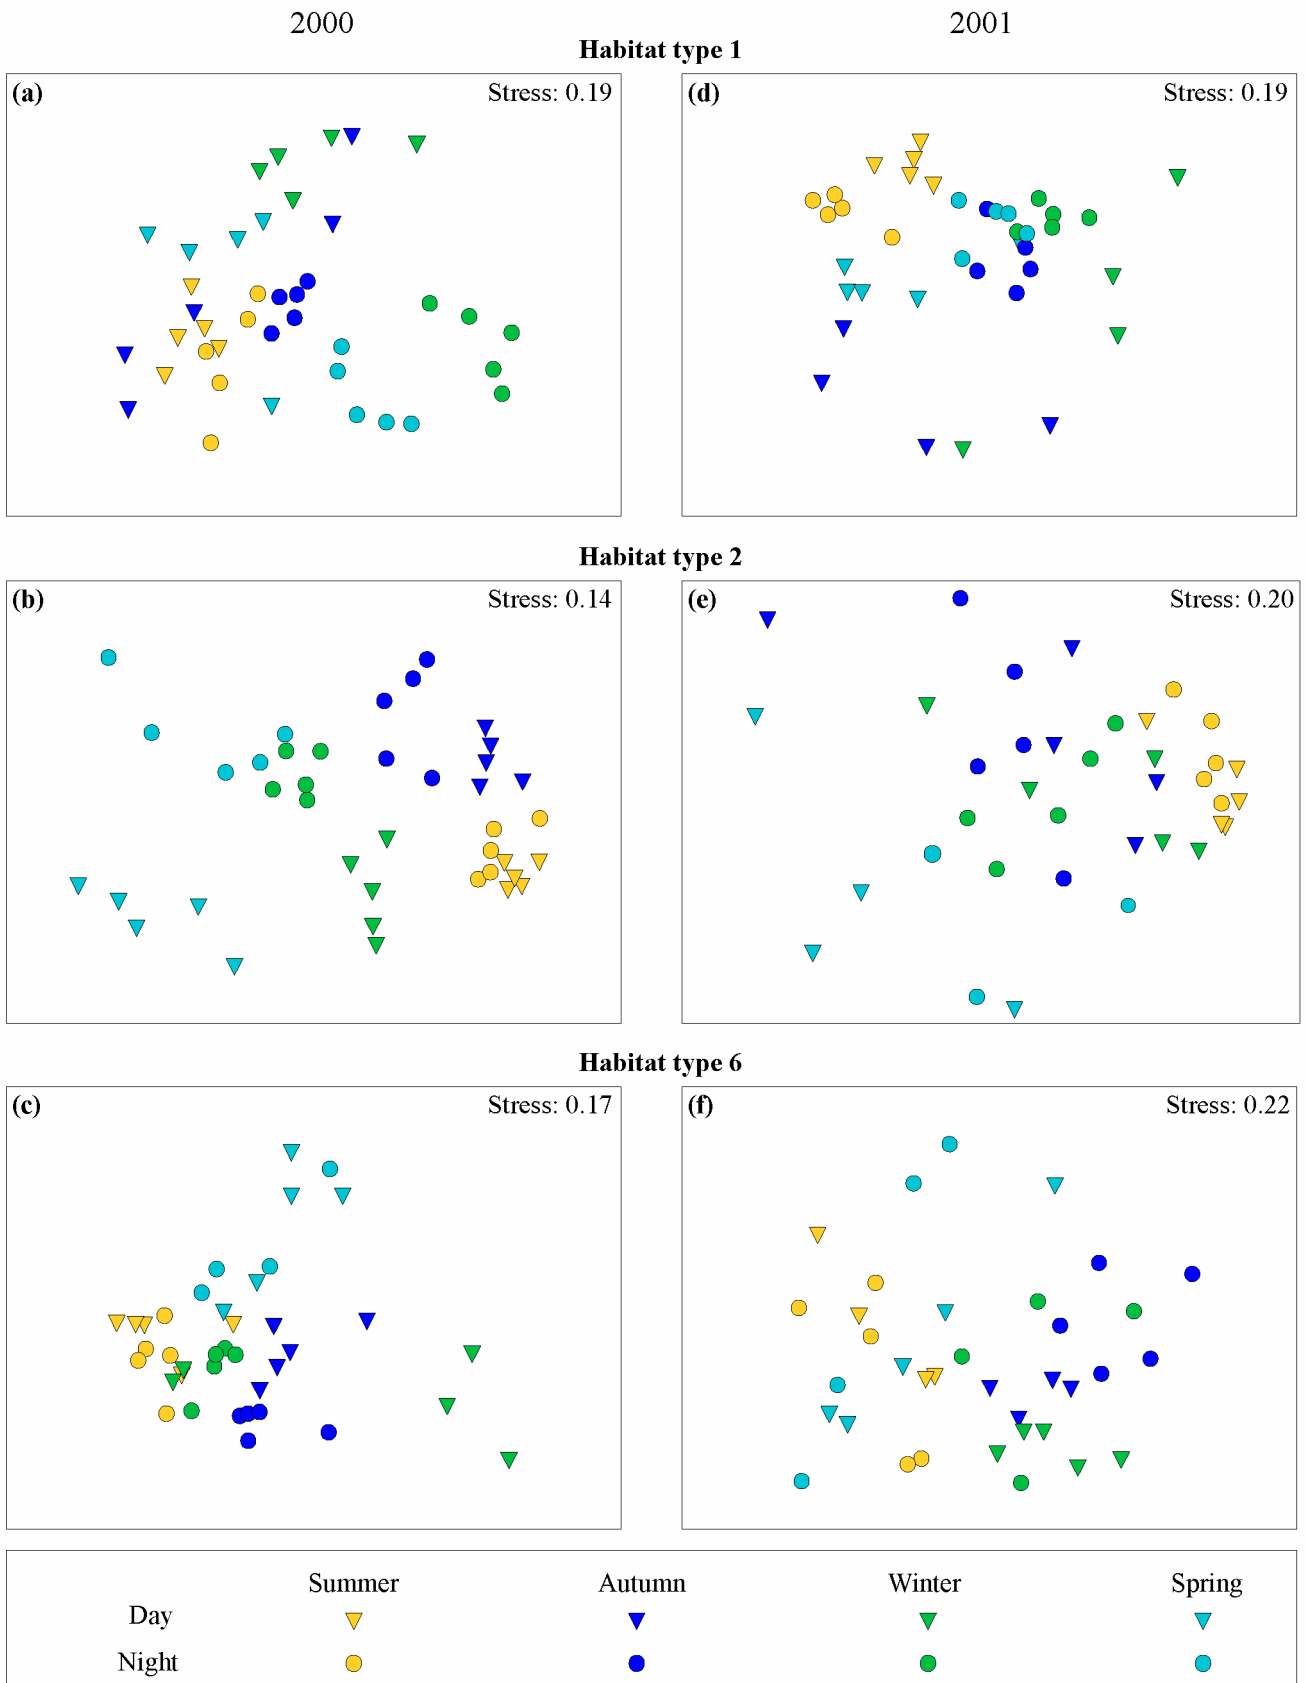 2000 2001
Habitat type 1
(a) Stress: 0.19 (d) Stress: 0.19
Habitat type 2
(b) Stress: 0.14 (e) Stress: 0.20
Habitat type 6
(c) Stress: 0.17 (f) Stress: 0.22
Summer Autumn Winter Spring
Day
Night